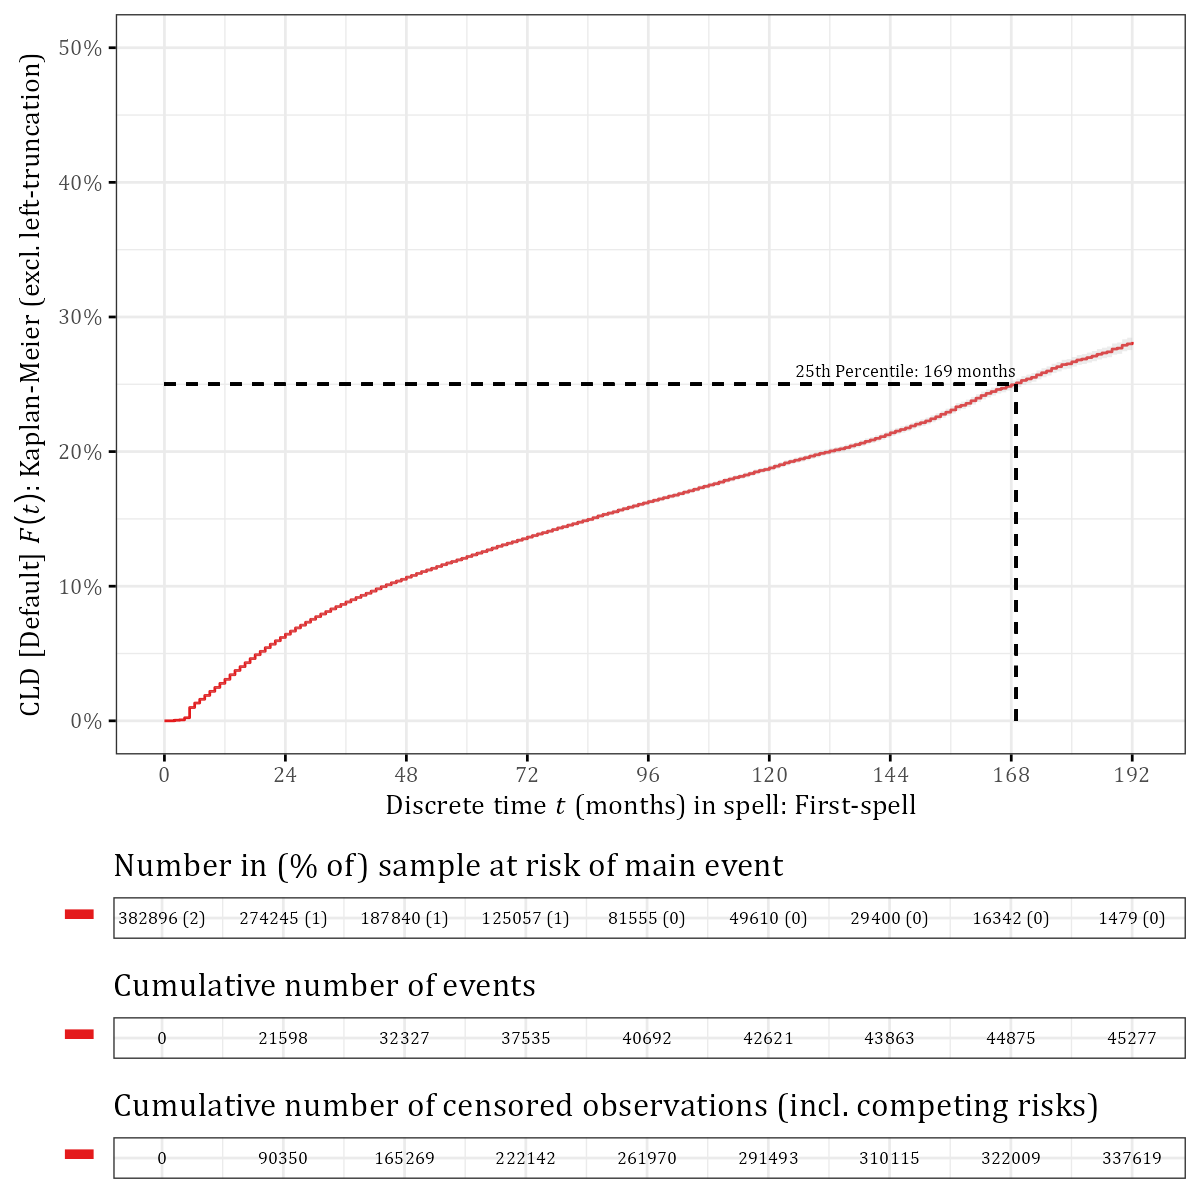 CLD [Default] F(t): Kaplan-Meier (excl. left-truncation)
50%
40%
30%
20%
10%
0%
25th Percentile: 169 months
0 24 48 72 96 120 144 168 192
Discrete time t (months) in spell: First-spell
Number in (% of) sample at risk of main event
382896 (2) 274245 (1) 187840 (1) 125057 (1) 81555 (0) 49610 (0) 29400 (0) 16342 (0) 1479 (0)
Cumulative number of events
0 21598 32327 37535 40692 42621 43863 44875 45277
Cumulative number of censored observations (incl. competing risks)
0 90350 165269 222142 261970 291493 310115 322009 337619